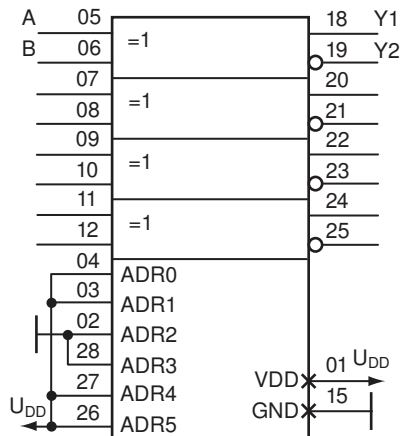 A 05 =1 18 Y1
B 06 19 Y2
07 =1 20
08 21
09 =1 22
10 23
11 =1 24
12 25
04 ADR0
03 ADR1
02 ADR2
28 ADR3
27 ADR4 VDD 01 UDD
UDD 26 ADR5 GND 15